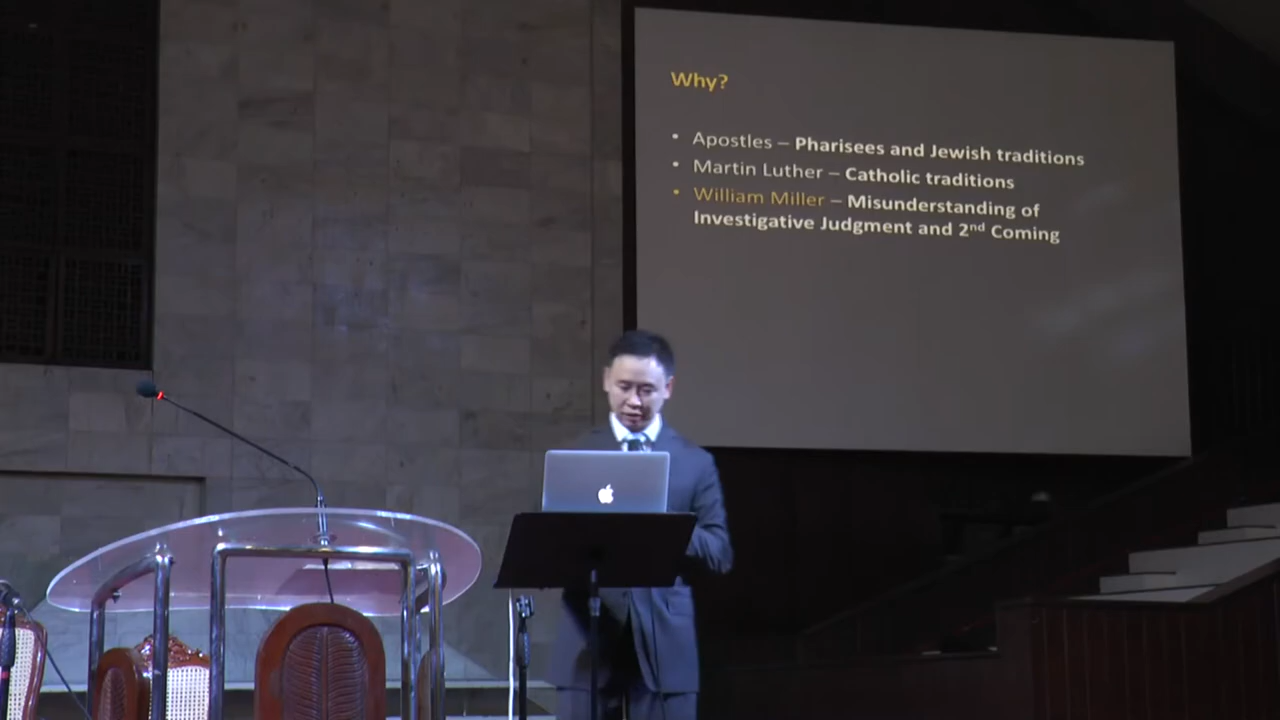 Why?
• Apostles – Pharisees and Jewish traditions
• Martin Luther – Catholic traditions
• William Miller – Misunderstanding of
Investigative Judgment and 2nd Coming